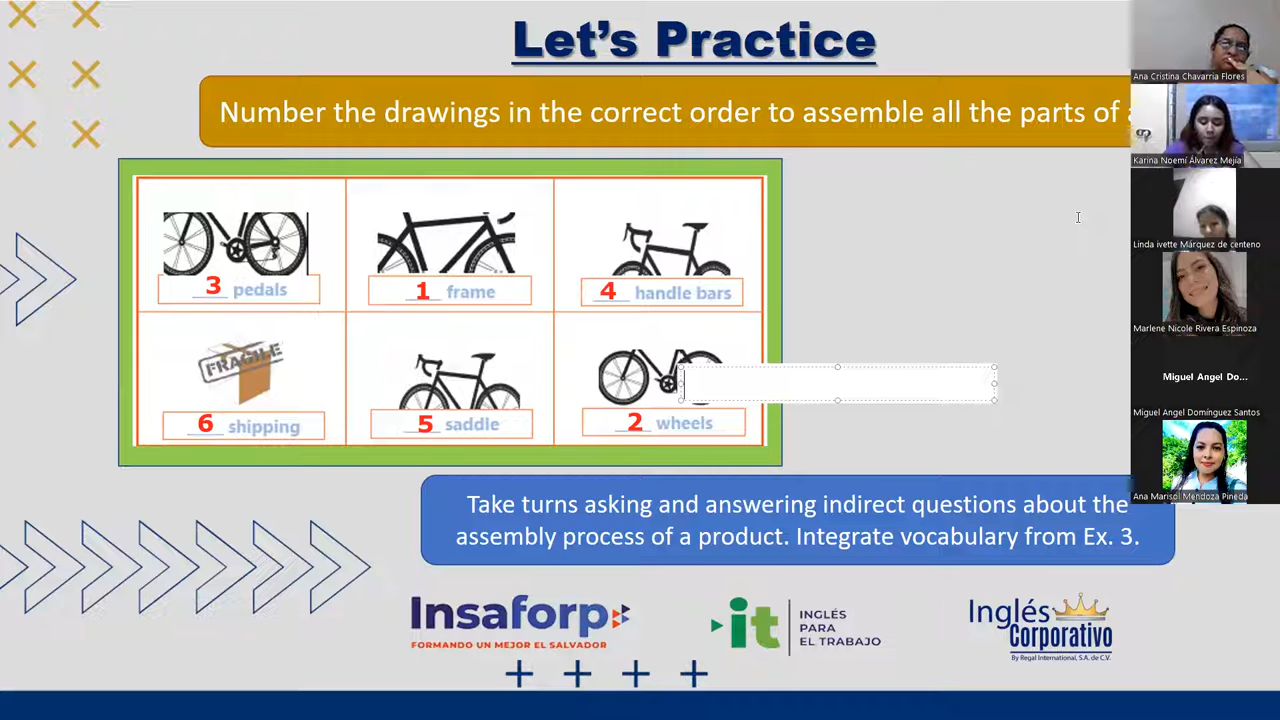 Let's Practice
Number the drawings in the correct order to assemble all the parts of
3 pedals
1 frame
4 handle bars
FRAGILE
6 shipping
5 saddle
2 wheels
Take turns asking and answering indirect questions about the
assembly process of a product. Integrate vocabulary from Ex. 3.
Insaforp
FORMANDO UN MEJOR EL SALVADOR
it
INGLÉS
PARA
EL TRABAJO
Inglés
Corporativo
By Regal International, S.A. de C.V.
Ana Cristina Chavarria Flores
Karina Noemí Álvarez Mejía
Linda ivette Márquez de centeno
Marlene Nicole Rivera Espinoza
Miguel Angel Do...
Miguel Angel Domínguez Santos
Ana Marisol Mendoza Pineda